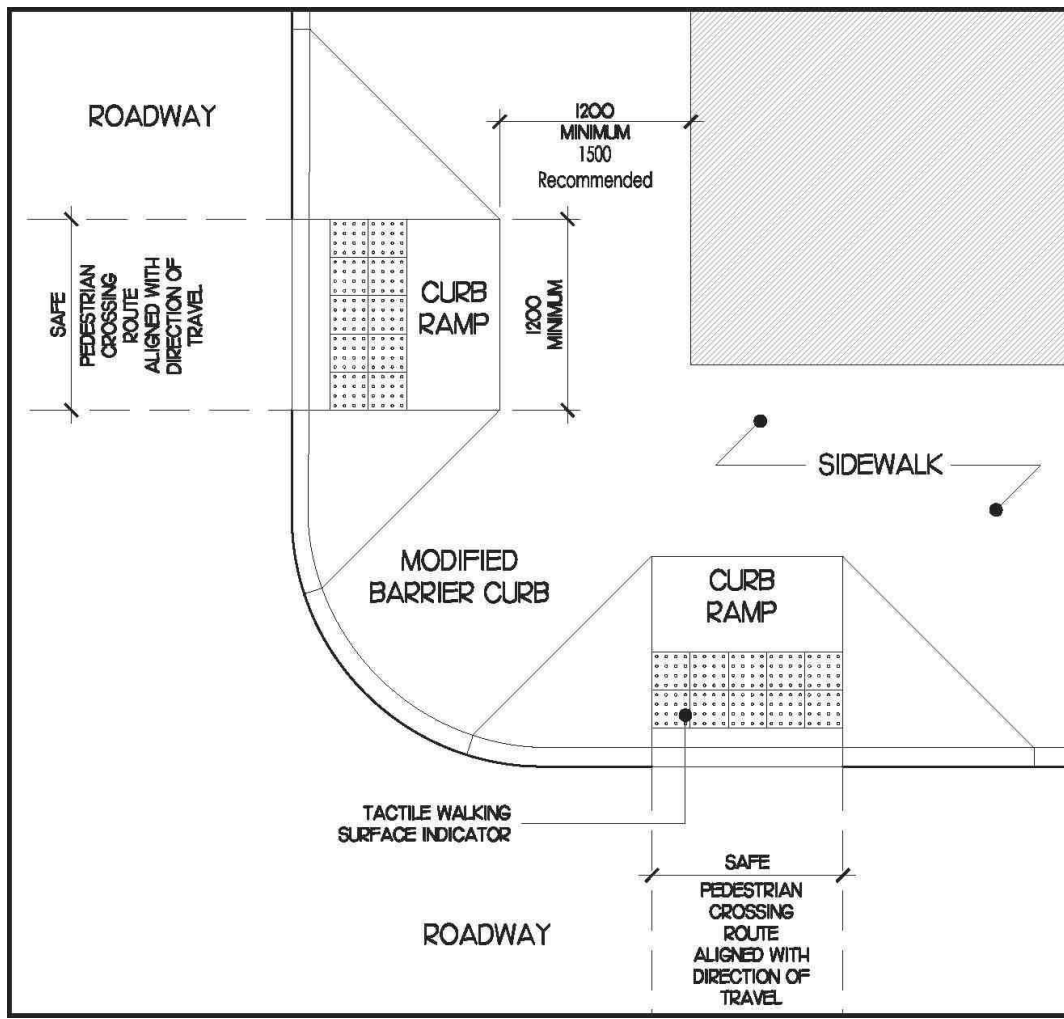 ROADWAY
1200
MINIMUM
1500
Recommended
SAFE
PEDESTRIAN
CROSSING
ROUTE
ALIGNED WITH
DIRECTION OF
TRAVEL
CURB
RAMP
1200
MINIMUM
SIDEWALK
MODIFIED
BARRIER CURB
CURB
RAMP
TACTILE WALKING
SURFACE INDICATOR
SAFE
PEDESTRIAN
CROSSING
ROUTE
ALIGNED WITH
DIRECTION OF
TRAVEL
ROADWAY